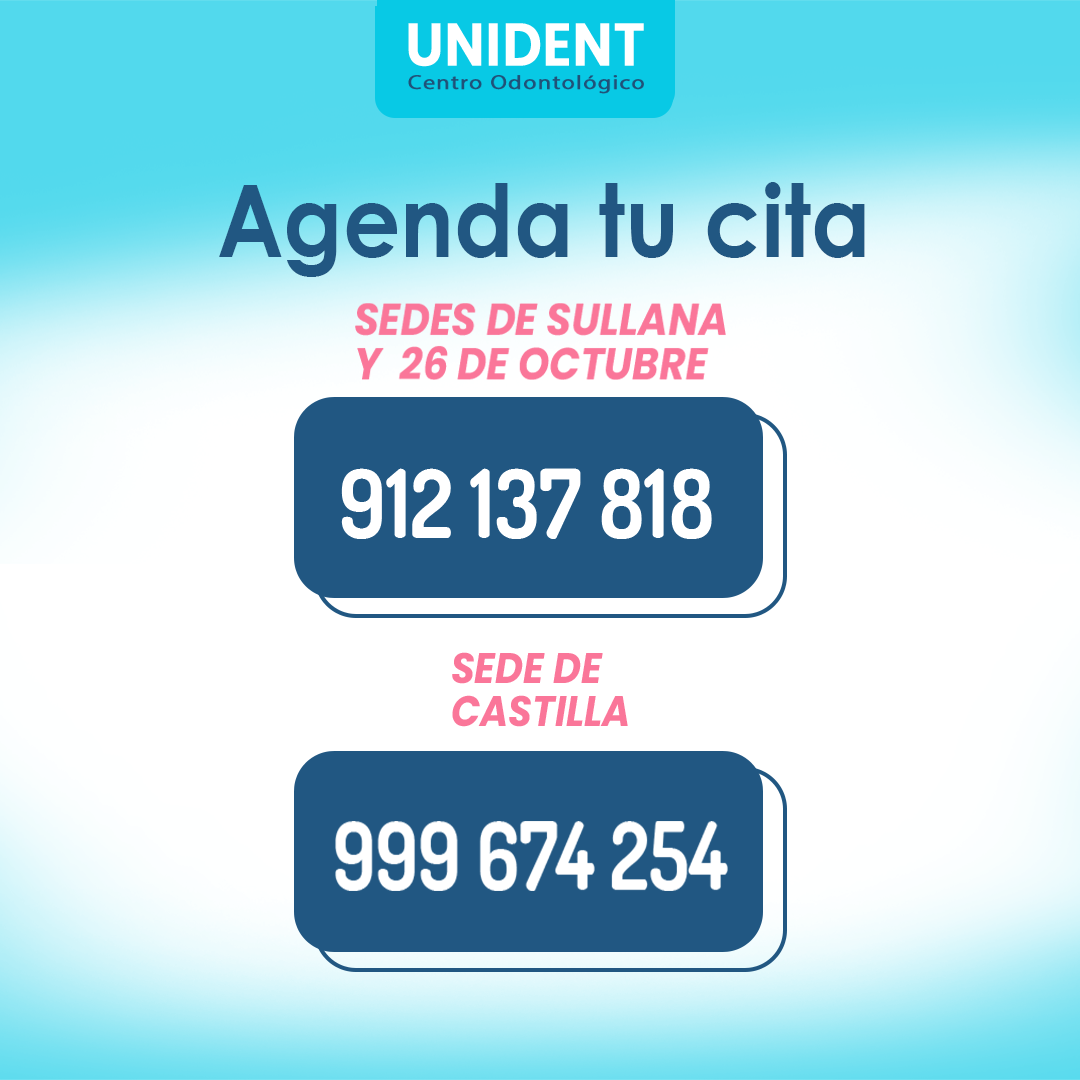 UNIDENT
Centro Odontológico
Agenda tu cita
SEDES DE SULLANA
Y 26 DE OCTUBRE
912 137 818
SEDE DE
CASTILLA
999 674 254